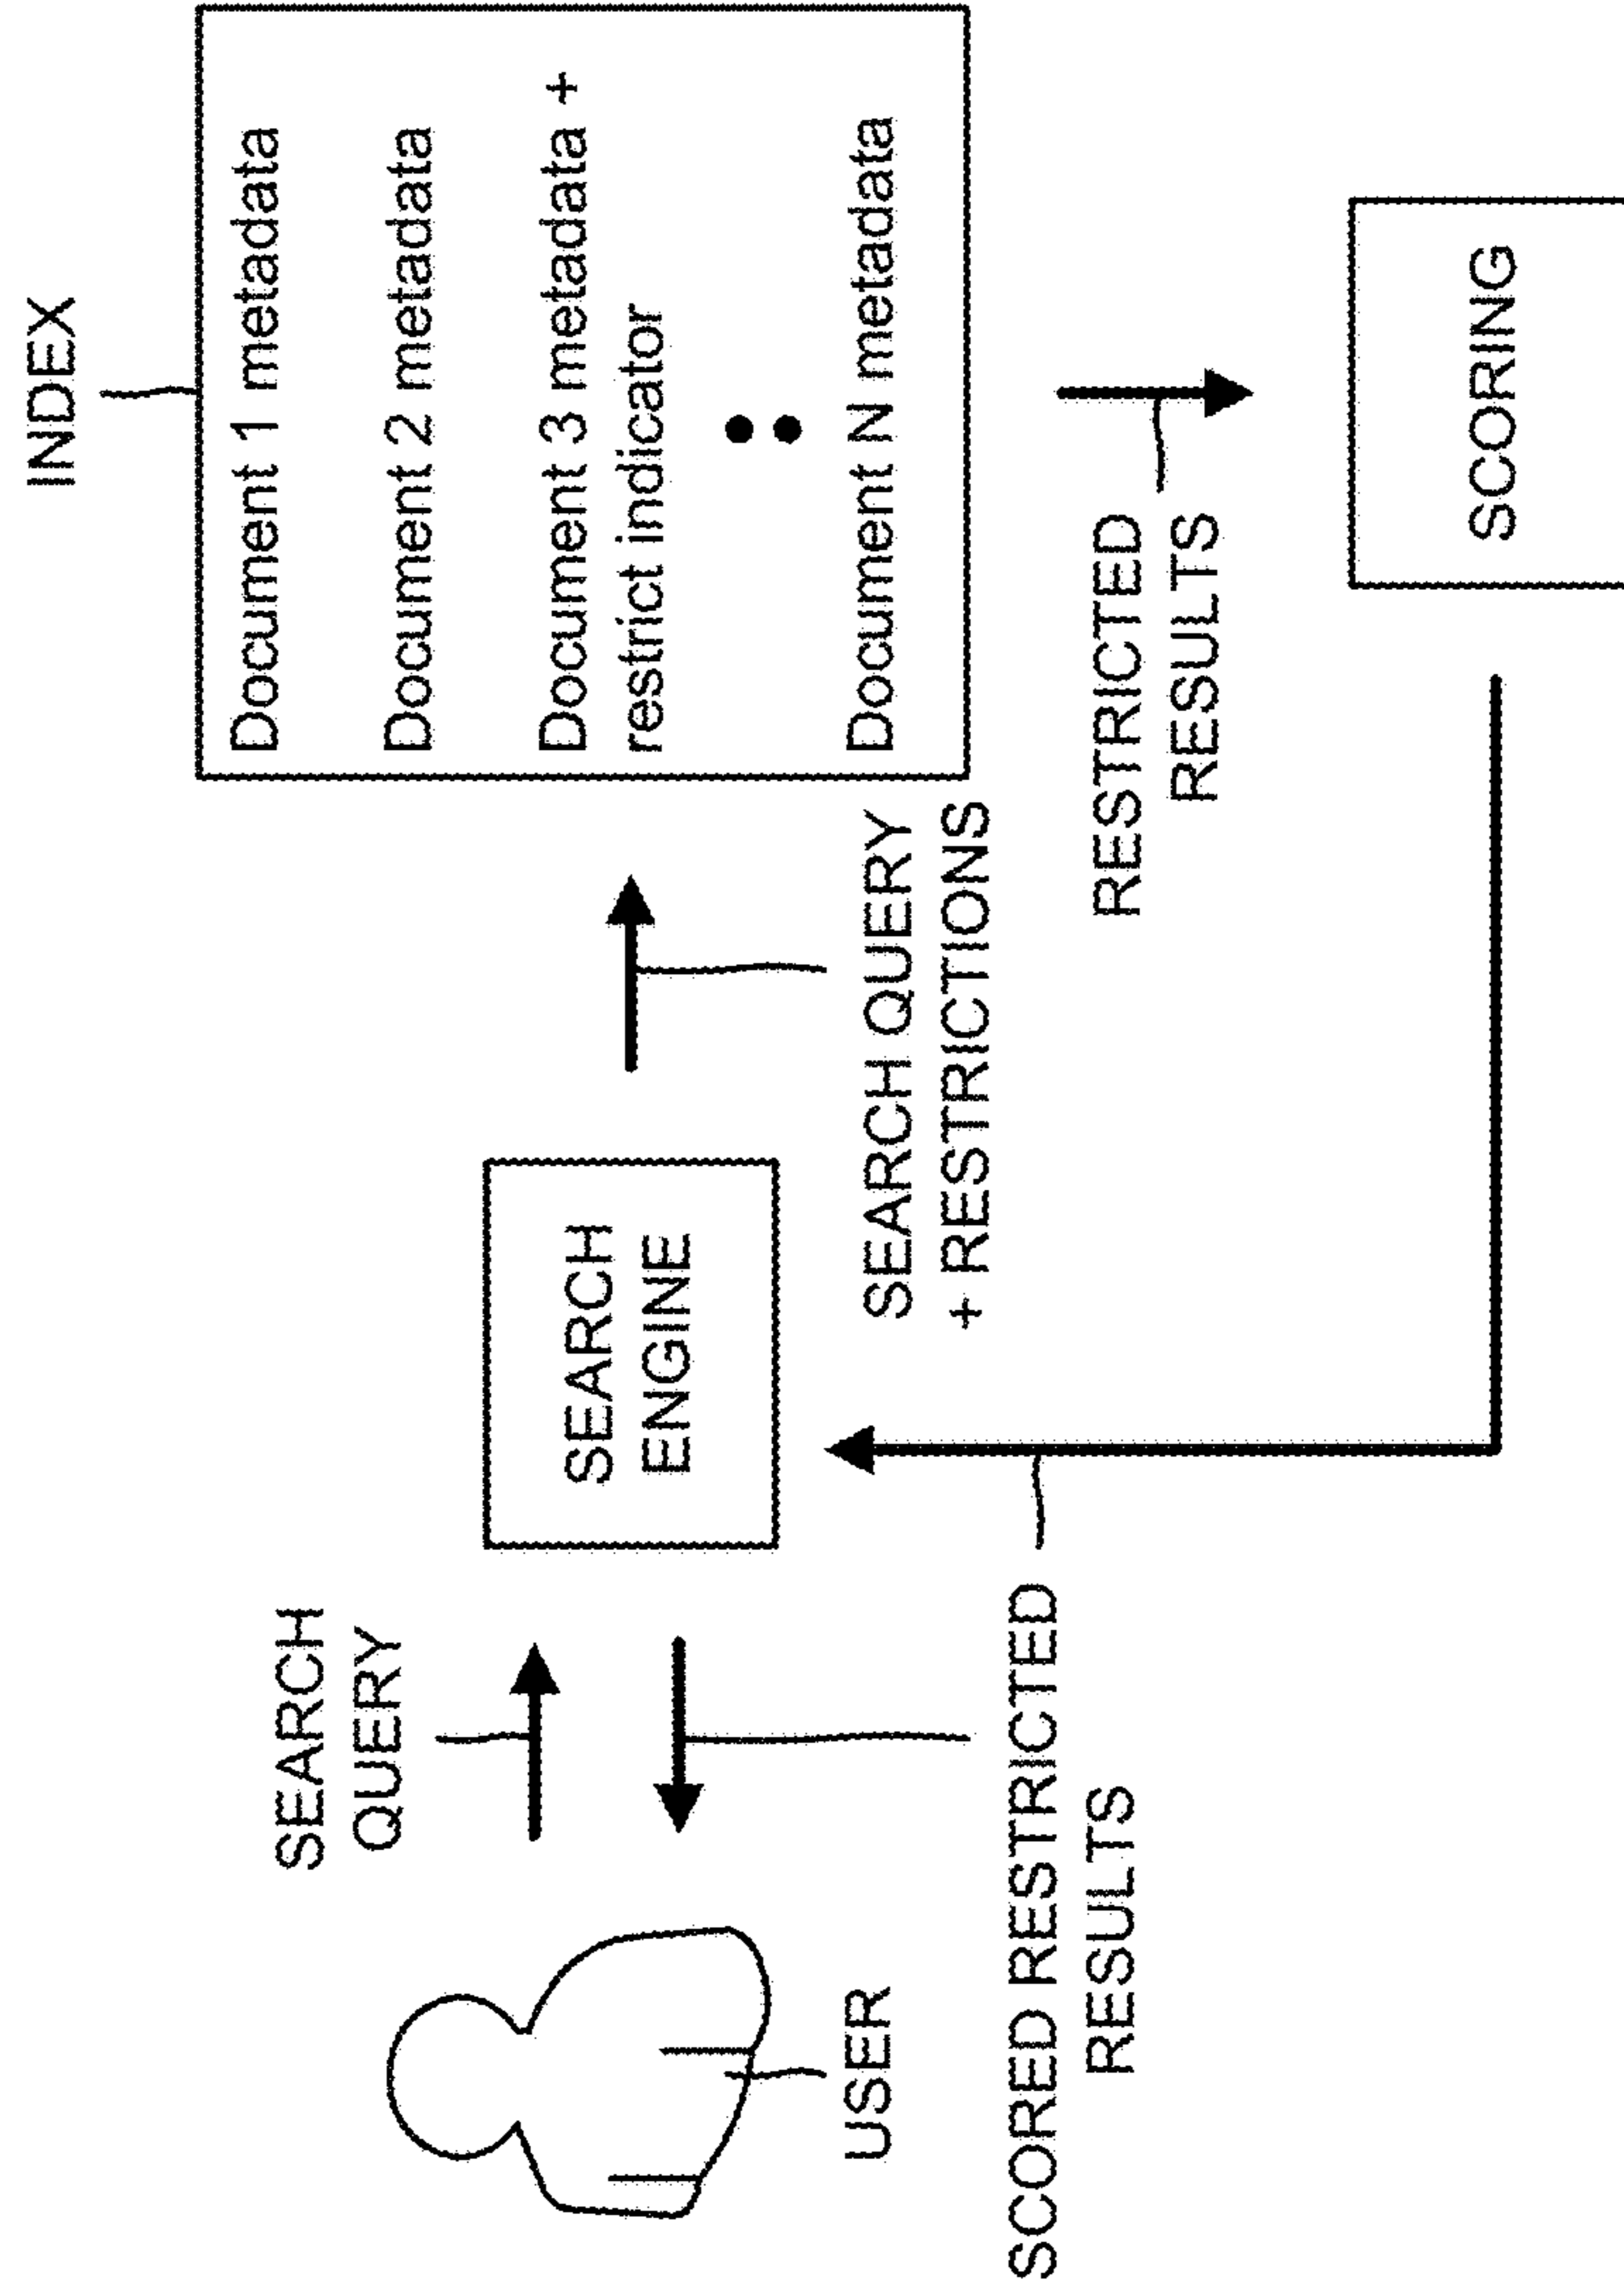 INDEX
Document 1 metadata
Document 2 metadata
Document 3 metadata +
restrict indicator
Document N metadata
SEARCH
QUERY
SEARCH
ENGINE
SEARCH QUERY
+ RESTRICTIONS
USER
SCORED RESTRICTED
RESULTS
RESTRICTED
RESULTS
SCORING